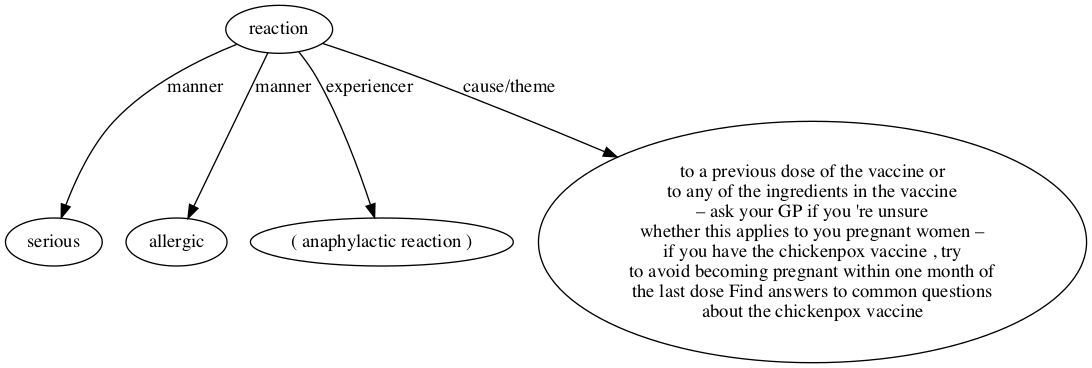 reaction
manner
manner
experiencer
cause/theme
serious
allergic
( anaphylactic reaction )
to a previous dose of the vaccine or
to any of the ingredients in the vaccine
– ask your GP if you 're unsure
whether this applies to you pregnant women –
if you have the chickenpox vaccine , try
to avoid becoming pregnant within one month of
the last dose Find answers to common questions
about the chickenpox vaccine